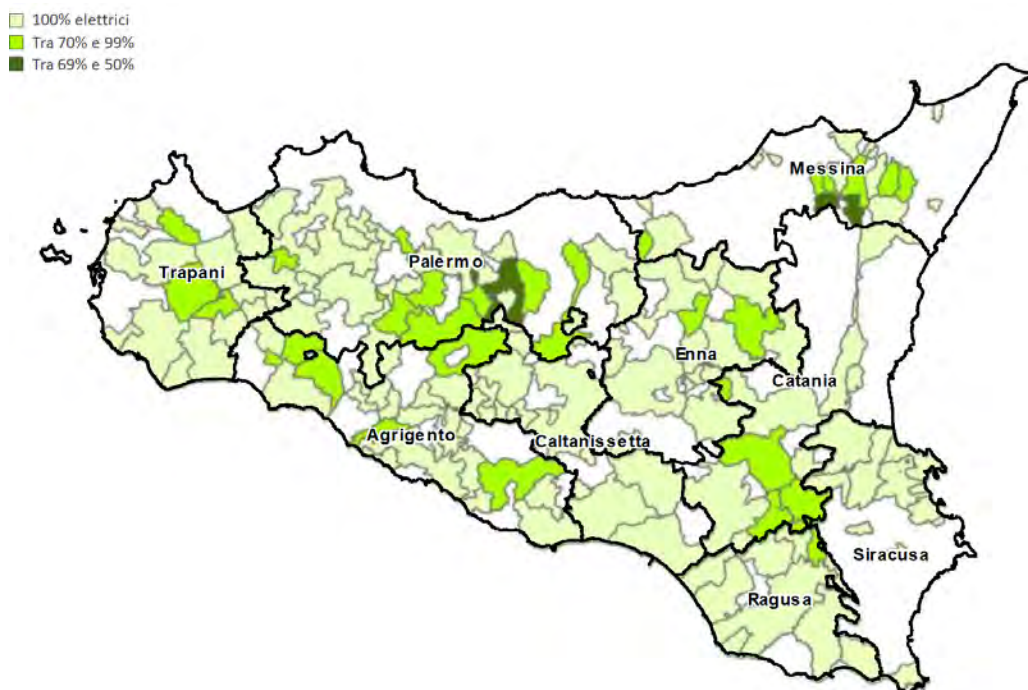 100% elettrici
Tra 70% e 99%
Tra 69% e 50%
Messina
Palermo
Trapani
Enna
Catania
Agrigento
Caltanissetta
Siracusa
Ragusa